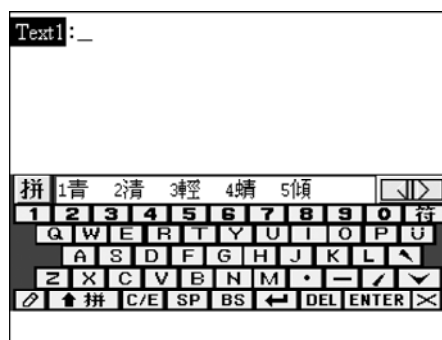 Text1:_
拼 1青 2清 3輕 4蜻 5傾
1 2 3 4 5 6 7 8 9 0 符
Q W E R T Y U I O P Ü
A S D F G H J K L ˋ
Z X C V B N M · — ˊ ˇ
拼 C/E SP BS DEL ENTER